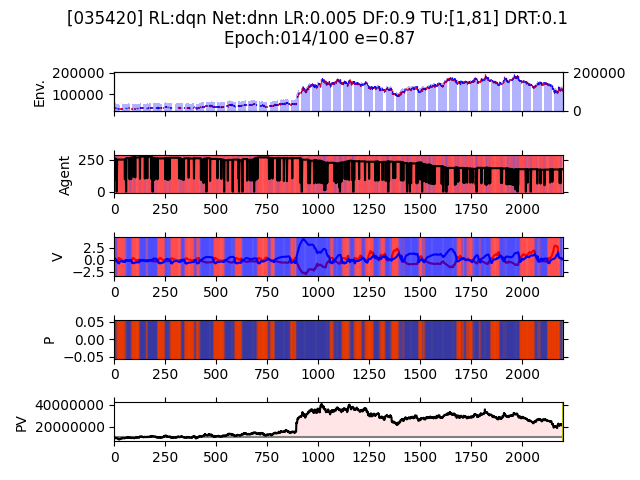 [035420] RL:dqn Net:dnn LR:0.005 DF:0.9 TU:[1,81] DRT:0.1
Epoch:014/100 e=0.87
200000 200000
Env. 100000
0
250
Agent
0
0 250 500 750 1000 1250 1500 1750 2000
2.5
V 0.0
−2.5
0 250 500 750 1000 1250 1500 1750 2000
0.05
P 0.00
−0.05
0 250 500 750 1000 1250 1500 1750 2000
40000000
PV 20000000
0 250 500 750 1000 1250 1500 1750 2000